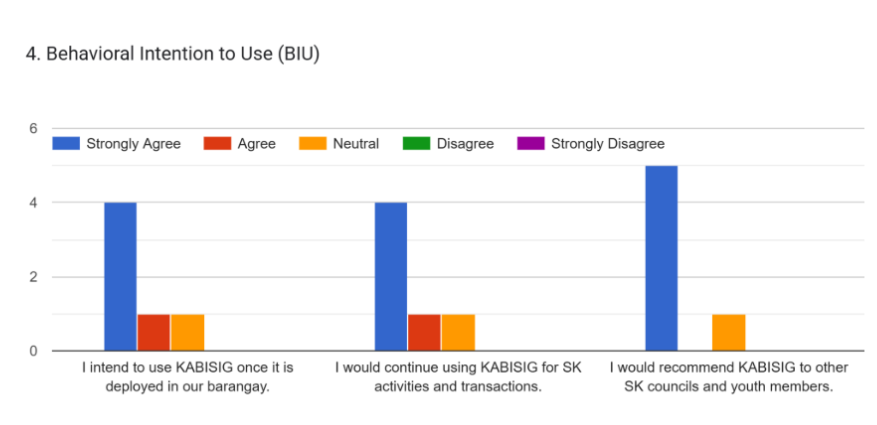 4. Behavioral Intention to Use (BIU)
6
Strongly Agree Agree Neutral Disagree Strongly Disagree
4
2
0
I intend to use KABISIG once it is
deployed in our barangay.
I would continue using KABISIG for SK
activities and transactions.
I would recommend KABISIG to other
SK councils and youth members.